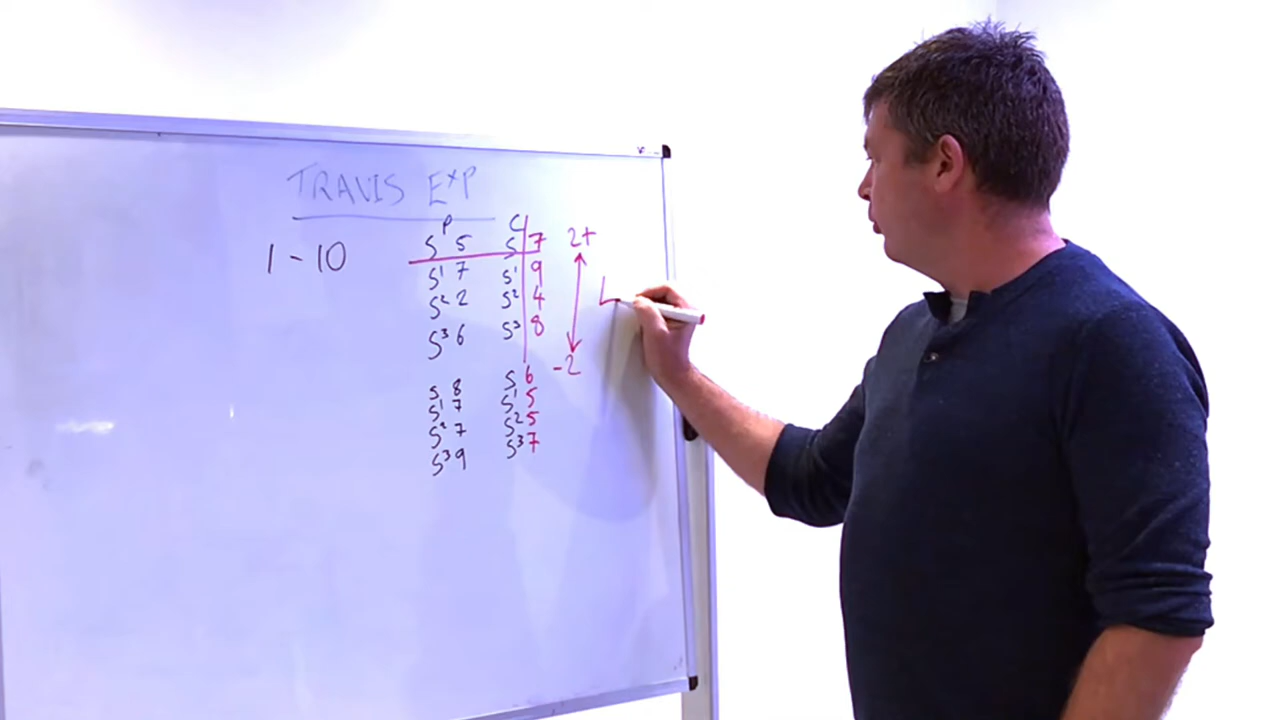 TRAVIS EXP
P C
1 - 10 S 5 S 7 2+
S¹ 7 S¹ 9
S² 2 S² 4 L
S³ 6 S³ 8
S 6 -2
S 8 S¹ 5
S¹ 7 S² 5
S² 7 S³ 7
S³ 9